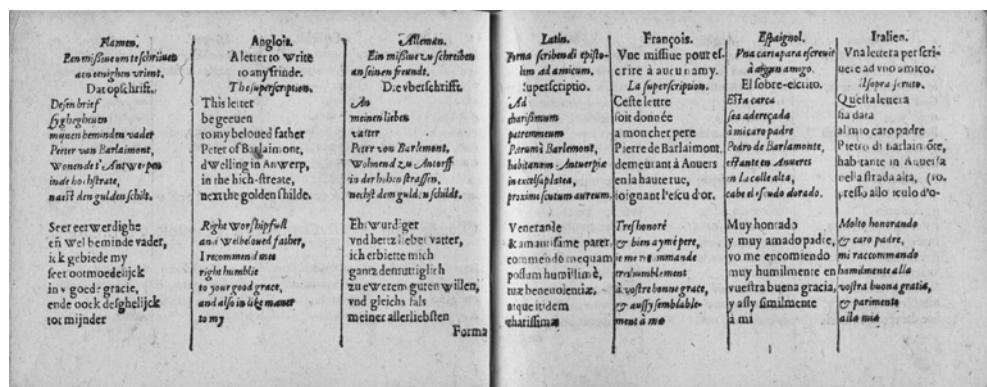 Flamen.
Een missiue om te schriiuen
aen eenighen vrient.
Dat opschrift.
Desen brief
sy ghegheuen
mijnen beminden vader
Peeter van Barlaimont,
Wonende t'Antwerpen
inde hochstrate,
naest den gulden schilt.
Seer eerwerdighe
eñ wel beminde vader,
ick gebiede my
seer ootmoedelijck
in v goede gracie,
ende oock desghelijck
tot mijnder
Anglois.
A letter to write
to any frinde.
The superscription.
This letter
be geeuen
to my beloued father
Peter of Barlaimont,
dwelling in Anwerp,
in the hich-streate,
next the golden shilde.
Right worshipfull
and welbeloued father,
I recommend mee
right humblie
to your good grace,
and also in like maner
to my
Alleman.
Ein missiue zu schreiben
an seinen freundt.
Die vberschrifft.
An
meinen lieben
vatter
Peter von Barlemont,
Wohnend zu Antorff
in der hohen strassen,
nechst dem gulden schildt.
Ehrwurdiger
vnd hertzlieber vatter,
ich erbiette mich
gantz demuttiglich
zu ewerem guten willen,
vnd gleichs fals
meiner allerliebsten
Forma
Latin.
Forma scribendi episto-
lam ad amicum.
Superscriptio.
Ad
charissimum
patrem meum
Petrum à Barlemont,
habitantem Antuerpiæ
in excelsa platea,
proximè scutum aureum.
Venerande
& amantissime pater,
commendo me quam
possum humillimè,
tuæ beneuolentiæ,
atque itidem
charissimæ
François.
Vne missiue pour es-
crire à aucun amy.
La superscription.
Ceste lettre
soit donnée
a mon cher pere
Pierre de Barlaimont,
demeurant à Anuers
en la haute rue,
ioignant l'escu d'or.
Tres honoré
& bien aymé pere,
ie me recommande
treshumblement
à vostre bonne grace,
& aussy semblable-
ment à ma
Espaignol.
Vna carta para escreuir
à algun amigo.
El sobre-escrito.
Esta carta
sea adereçada
à mi caro padre
Pedro de Barlamonte,
estante en Anueres
en la calle alta,
cabe el escudo dorado.
Muy honrado
y muy amado padre,
yo me encomiendo
muy humilmente en
vuestra buena gracia,
y assy similmente
à mi
Italien.
Vna lettera per scri-
uere ad vno amico.
Il sopra scritto.
Questa lettera
sia data
al mio caro padre
Pietro di Barlamõte,
habitante in Anuersa
nella strada alta,
presso allo scudo d'o-
Molto honorando
& caro padre,
mi raccommando
humilmente alla
vostra buona gratia,
& parimente
alla mia